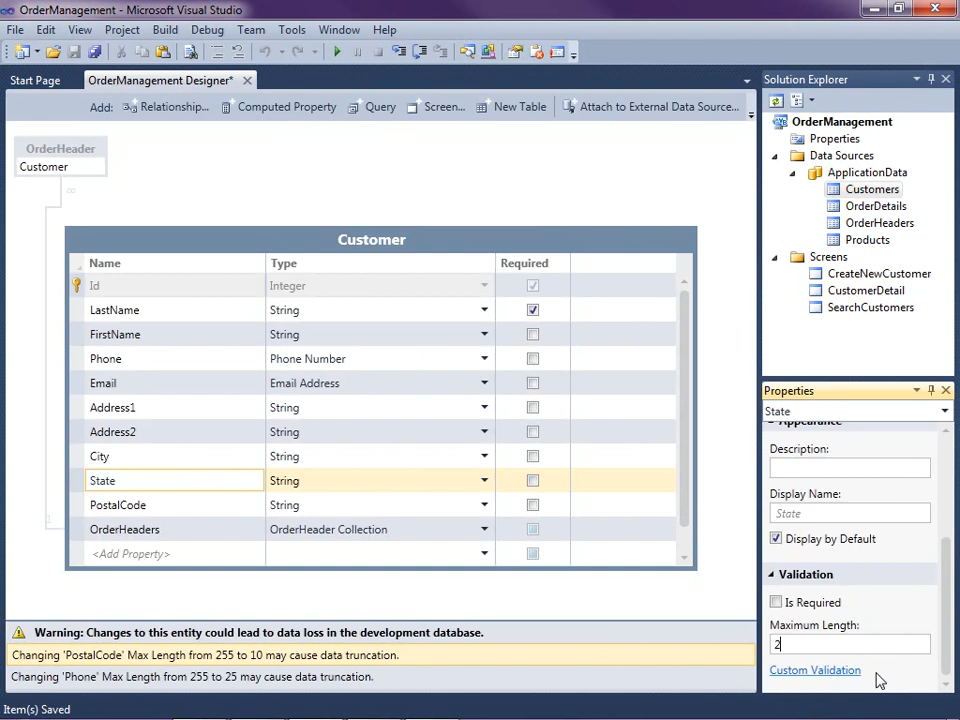 OrderManagement - Microsoft Visual Studio
File Edit View Project Build Debug Team Tools Window Help
Start Page OrderManagement Designer* Solution Explorer
Add: Relationship... Computed Property Query Screen... New Table Attach to External Data Source...
OrderManagement
Properties
Data Sources
ApplicationData
Customers
OrderDetails
OrderHeaders
Products
Screens
CreateNewCustomer
CustomerDetail
SearchCustomers
OrderHeader
Customer
∞
1
Customer
Name Type Required
Id Integer
LastName String
FirstName String
Phone Phone Number
Email Email Address
Address1 String
Address2 String
City String
State String
PostalCode String
OrderHeaders OrderHeader Collection
<Add Property>
Properties
State
Appearance
Description:
Display Name:
State
Display by Default
Validation
Is Required
Maximum Length:
2
Custom Validation
Warning: Changes to this entity could lead to data loss in the development database.
Changing 'PostalCode' Max Length from 255 to 10 may cause data truncation.
Changing 'Phone' Max Length from 255 to 25 may cause data truncation.
Item(s) Saved